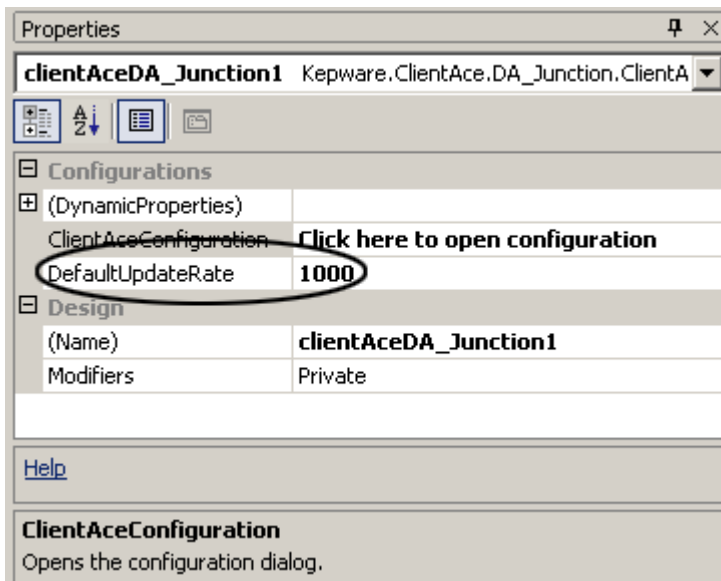 Properties
clientAceDA_Junction1 Kepware.ClientAce.DA_Junction.ClientA
Configurations
(DynamicProperties)
ClientAceConfiguration Click here to open configuration
DefaultUpdateRate 1000
Design
(Name) clientAceDA_Junction1
Modifiers Private
Help
ClientAceConfiguration
Opens the configuration dialog.